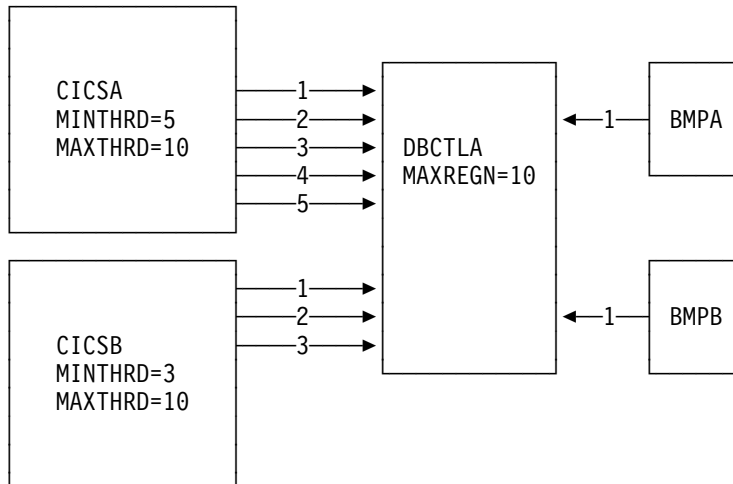 CICSA
MINTHRD=5
MAXTHRD=10
1
2
3
4
5
DBCTLA
MAXREGN=10
1
BMPA
CICSB
MINTHRD=3
MAXTHRD=10
1
2
3
1
BMPB